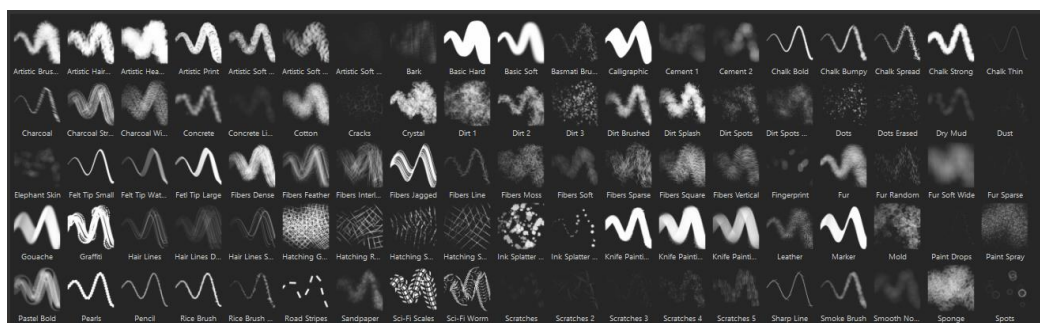 Artistic Brus... Artistic Hair... Artistic Hea... Artistic Print Artistic Soft ... Artistic Soft ... Artistic Soft ... Bark Basic Hard Basic Soft Basmati Bru... Calligraphic Cement 1 Cement 2 Chalk Bold Chalk Bumpy Chalk Spread Chalk Strong Chalk Thin
Charcoal Charcoal Str... Charcoal Wi... Concrete Concrete Li... Cotton Cracks Crystal Dirt 1 Dirt 2 Dirt 3 Dirt Brushed Dirt Splash Dirt Spots Dirt Spots ... Dots Dots Erased Dry Mud Dust
Elephant Skin Felt Tip Small Felt Tip Wat... Fetl Tip Large Fibers Dense Fibers Feather Fibers Interl... Fibers Jagged Fibers Line Fibers Moss Fibers Soft Fibers Sparse Fibers Square Fibers Vertical Fingerprint Fur Fur Random Fur Soft Wide Fur Sparse
Gouache Graffiti Hair Lines Hair Lines D... Hair Lines S... Hatching G... Hatching R... Hatching S... Hatching S... Ink Splatter ... Ink Splatter ... Knife Painti... Knife Painti... Knife Painti... Leather Marker Mold Paint Drops Paint Spray
Pastel Bold Pearls Pencil Rice Brush Rice Brush ... Road Stripes Sandpaper Sci-Fi Scales Sci-Fi Worm Scratches Scratches 2 Scratches 3 Scratches 4 Scratches 5 Sharp Line Smoke Brush Smooth No... Sponge Spots